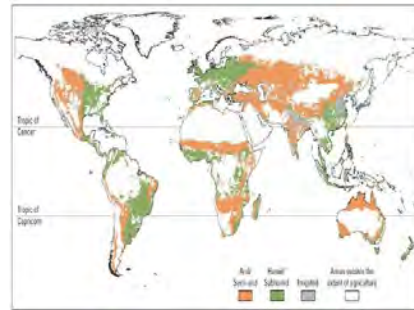 Tropic of
Cancer
Tropic of
Capricorn
Arid/
Semi-arid
Humid/
Subhumid
Irrigated
Areas outside the
extent of agriculture